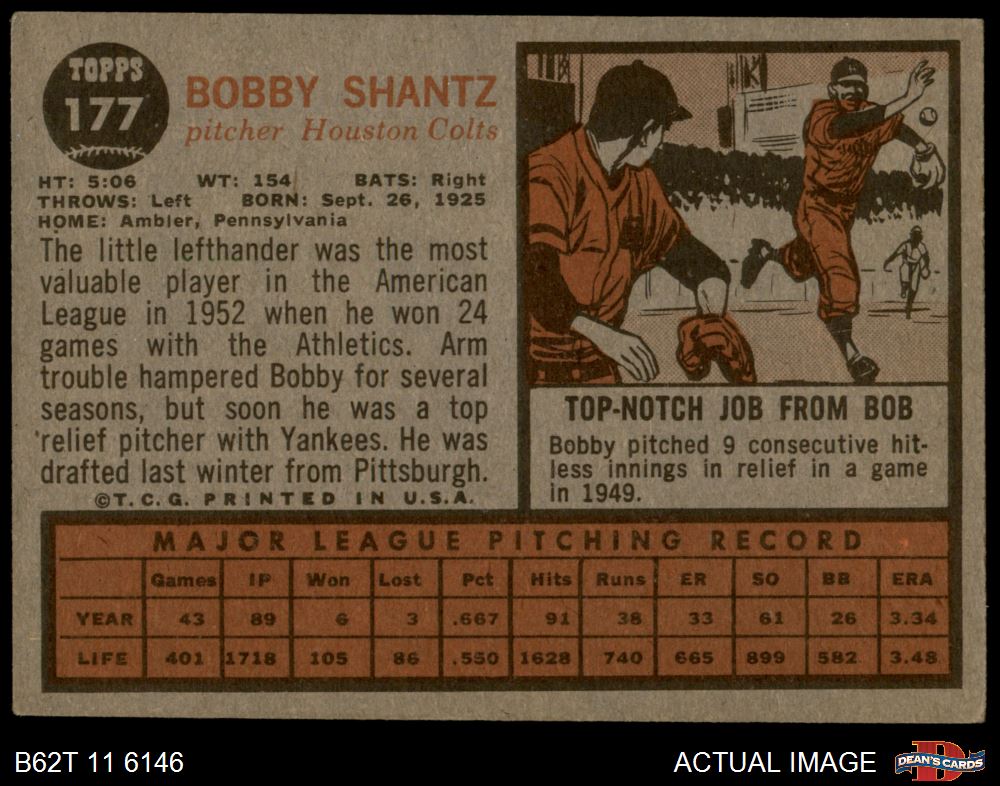 TOPPS
177
BOBBY SHANTZ
pitcher Houston Colts
HT: 5:06 WT: 154 BATS: Right
THROWS: Left BORN: Sept. 26, 1925
HOME: Ambler, Pennsylvania
The little lefthander was the most
valuable player in the American
League in 1952 when he won 24
games with the Athletics. Arm
trouble hampered Bobby for several
seasons, but soon he was a top
relief pitcher with Yankees. He was
drafted last winter from Pittsburgh.
©T.C.G. PRINTED IN U.S.A.
TOP-NOTCH JOB FROM BOB
Bobby pitched 9 consecutive hit-
less innings in relief in a game
in 1949.
MAJOR LEAGUE PITCHING RECORD
Games IP Won Lost Pct Hits Runs ER SO BB ERA
YEAR 43 89 6 3 .667 91 38 33 61 26 3.34
LIFE 401 1718 105 86 .550 1628 740 665 899 582 3.48
B62T 11 6146
ACTUAL IMAGE
D
DEAN'S CARDS